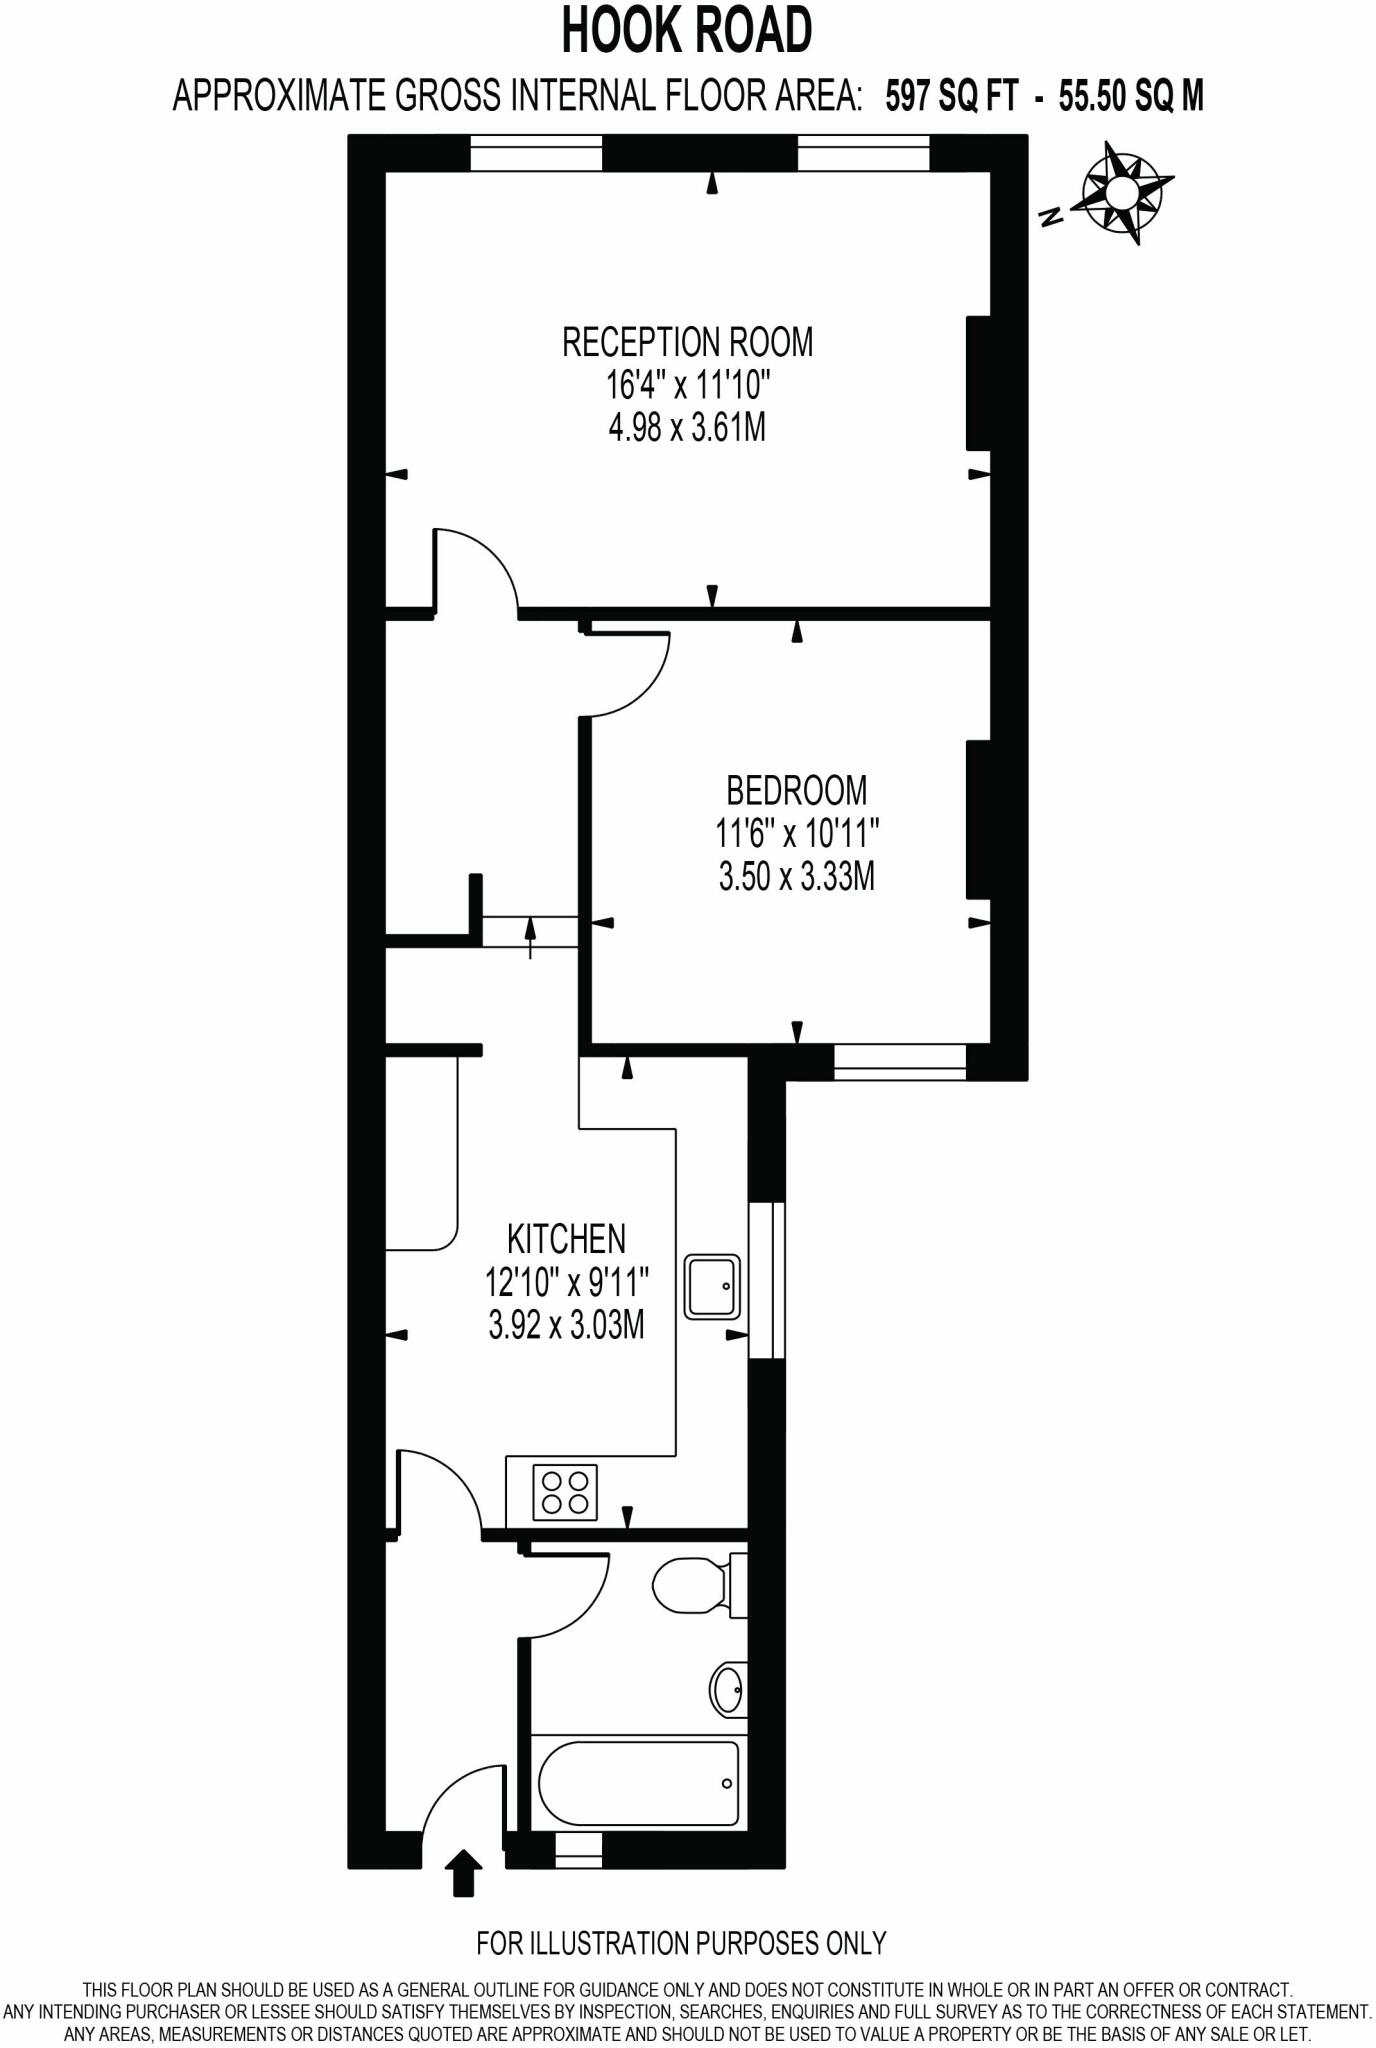 HOOK ROAD
APPROXIMATE GROSS INTERNAL FLOOR AREA: 597 SQ FT - 55.50 SQ M
N
RECEPTION ROOM
16'4" x 11'10"
4.98 x 3.61M
BEDROOM
11'6" x 10'11"
3.50 x 3.33M
KITCHEN
12'10" x 9'11"
3.92 x 3.03M
FOR ILLUSTRATION PURPOSES ONLY
THIS FLOOR PLAN SHOULD BE USED AS A GENERAL OUTLINE FOR GUIDANCE ONLY AND DOES NOT CONSTITUTE IN WHOLE OR IN PART AN OFFER OR CONTRACT.
ANY INTENDING PURCHASER OR LESSEE SHOULD SATISFY THEMSELVES BY INSPECTION, SEARCHES, ENQUIRIES AND FULL SURVEY AS TO THE CORRECTNESS OF EACH STATEMENT.
ANY AREAS, MEASUREMENTS OR DISTANCES QUOTED ARE APPROXIMATE AND SHOULD NOT BE USED TO VALUE A PROPERTY OR BE THE BASIS OF ANY SALE OR LET.